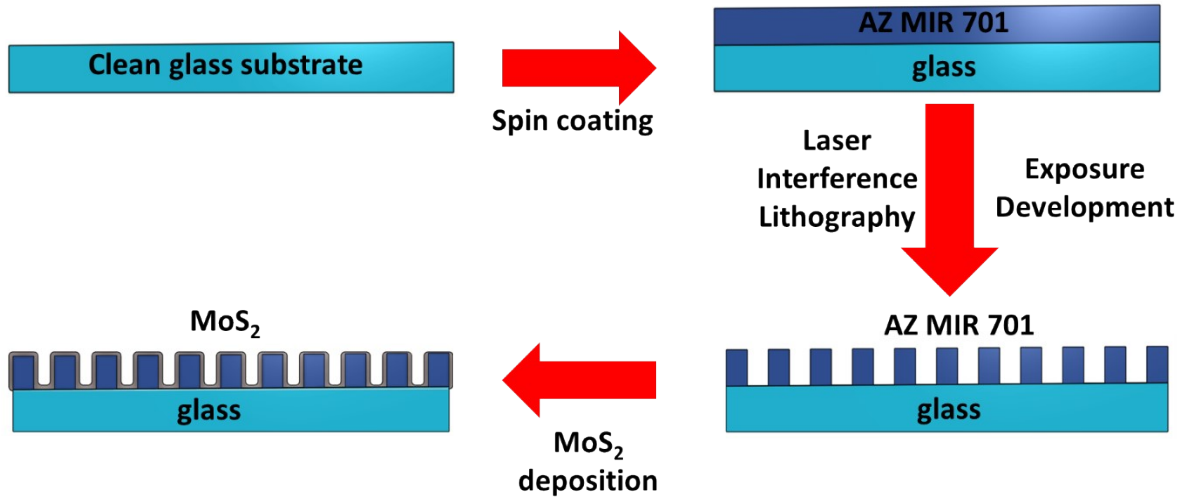 Clean glass substrate
Spin coating
AZ MIR 701
glass
Laser
Interference
Lithography
Exposure
Development
AZ MIR 701
glass
MoS₂
deposition
MoS₂
glass